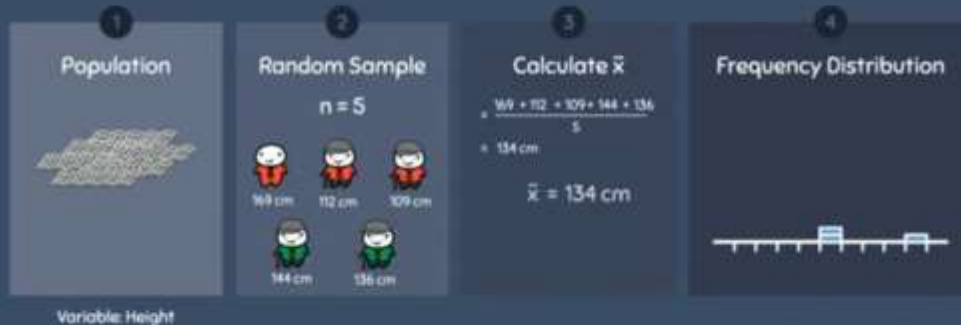 1
Population
Variable: Height
2
Random Sample
n = 5
169 cm
112 cm
109 cm
144 cm
136 cm
3
Calculate x̄
= 169 + 112 + 109 + 144 + 136
5
= 134 cm
x̄ = 134 cm
4
Frequency Distribution